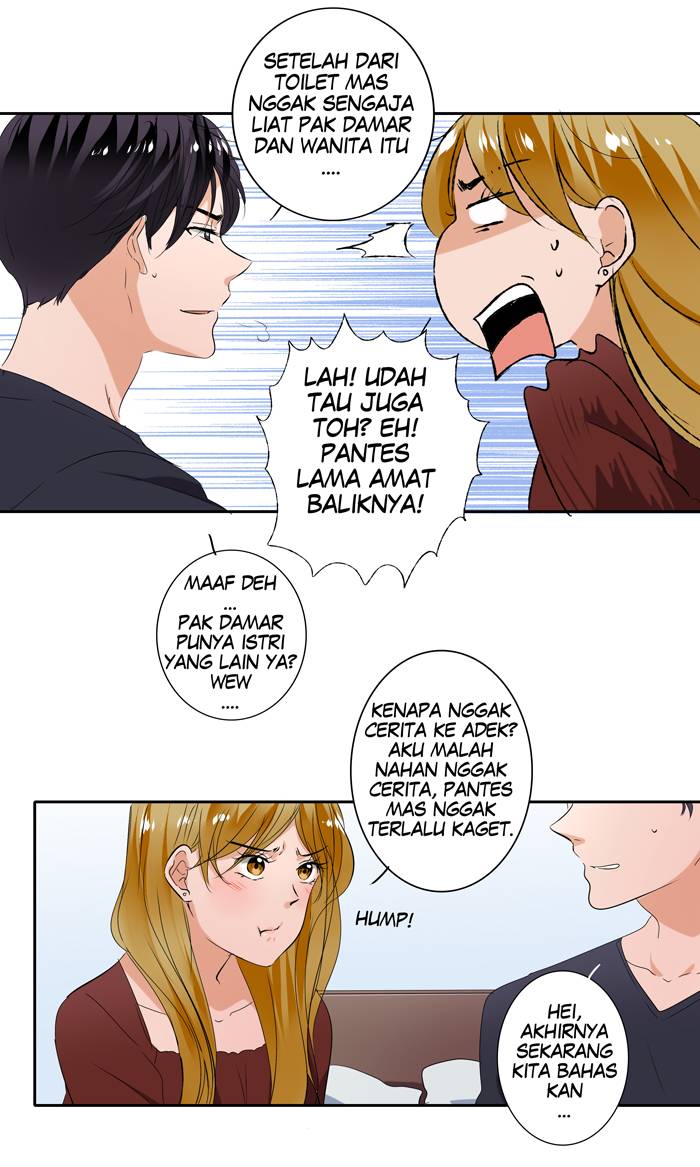 SETELAH DARI
TOILET MAS
NGGAK SENGAJA
LIAT PAK DAMAR
DAN WANITA ITU
....
LAH! UDAH
TAU JUGA
TOH? EH!
PANTES
LAMA AMAT
BALIKNYA!
MAAF DEH
...
PAK DAMAR
PUNYA ISTRI
YANG LAIN YA?
WEW
....
KENAPA NGGAK
CERITA KE ADEK?
AKU MALAH
NAHAN NGGAK
CERITA, PANTES
MAS NGGAK
TERLALU KAGET.
HUMP!
HEI,
AKHIRNYA
SEKARANG
KITA BAHAS
KAN
...